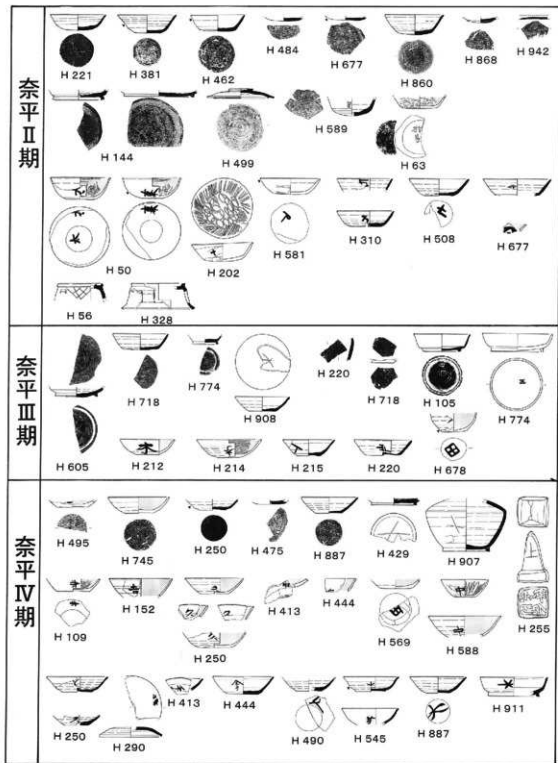 奈平Ⅱ期
H 221 H 381 H 462 H 484 H 677 H 860 H 868 H 942
H 144 H 499 H 589 H 63
H 50 H 202 H 581 H 310 H 508 H 677
H 56 H 328
奈平Ⅲ期
H 605 H 718 H 774 H 908 H 220 H 718 H 105 H 774
H 212 H 214 H 215 H 220 H 678
奈平Ⅳ期
H 495 H 745 H 250 H 475 H 887 H 429 H 907 H 255
H 109 H 152 H 250 H 413 H 444 H 569 H 588
H 250 H 290 H 413 H 444 H 490 H 545 H 887 H 911